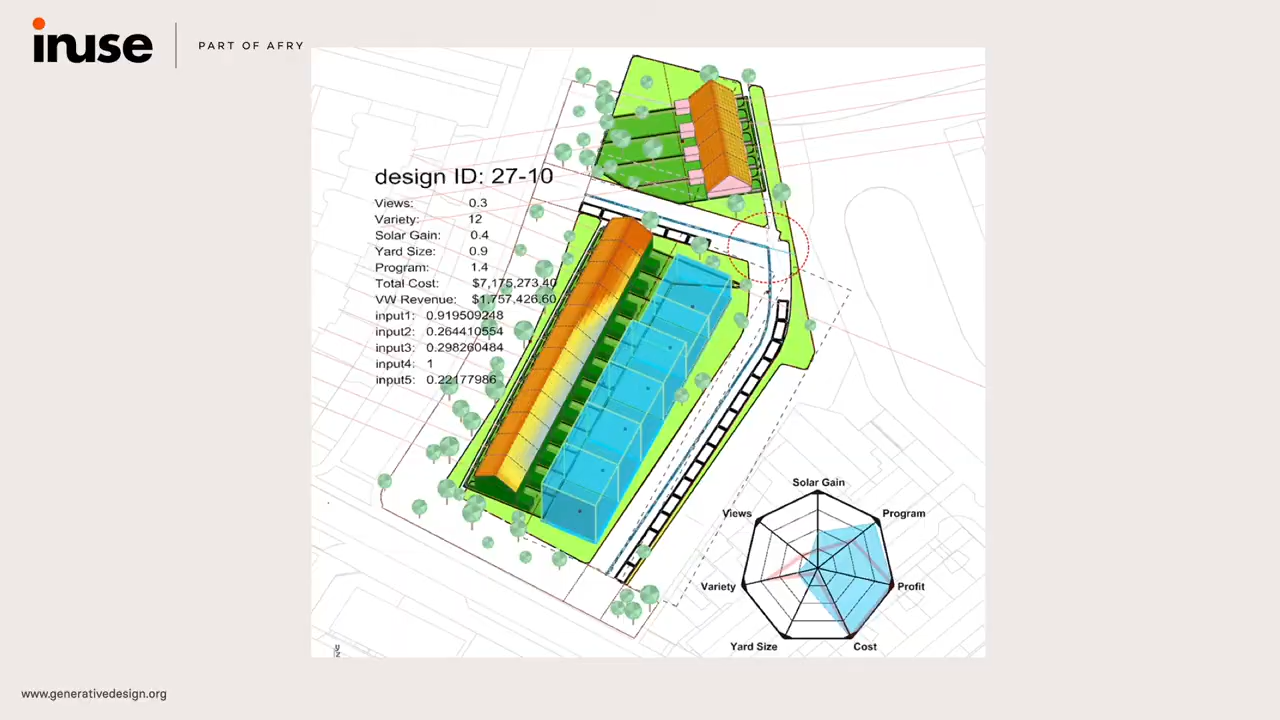 inuse
PART OF AFRY
design ID: 27-10
Views: 0.3
Variety: 12
Solar Gain: 0.4
Yard Size: 0.9
Program: 1.4
Total Cost: $7,175,273.40
VW Revenue: $1,757,426.60
input1: 0.919509248
input2: 0.264410554
input3: 0.298260484
input4: 1
input5: 0.22177986
Solar Gain
Views
Program
Variety
Profit
Yard Size
Cost
www.generativedesign.org